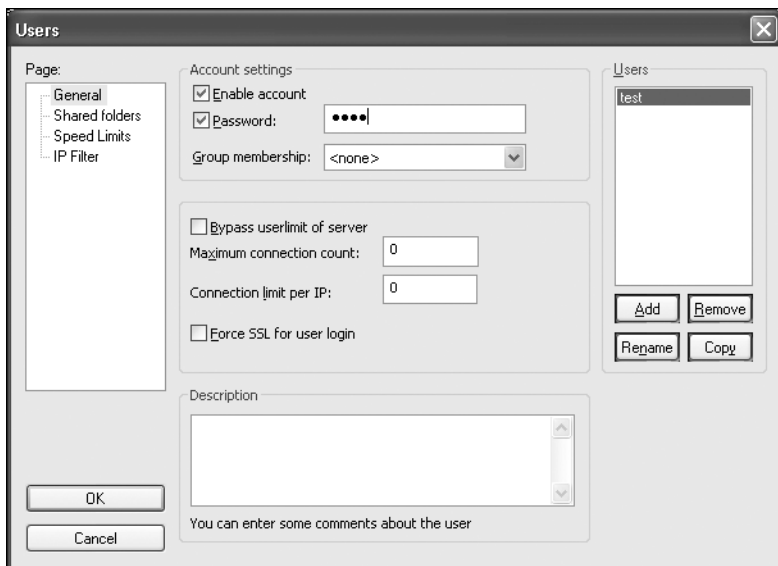 Users
Page:
General
Shared folders
Speed Limits
IP Filter
OK
Cancel
Account settings
Enable account
Password: ••••
Group membership: <none>
Bypass userlimit of server
Maximum connection count: 0
Connection limit per IP: 0
Force SSL for user login
Description
You can enter some comments about the user
Users
test
Add Remove
Rename Copy